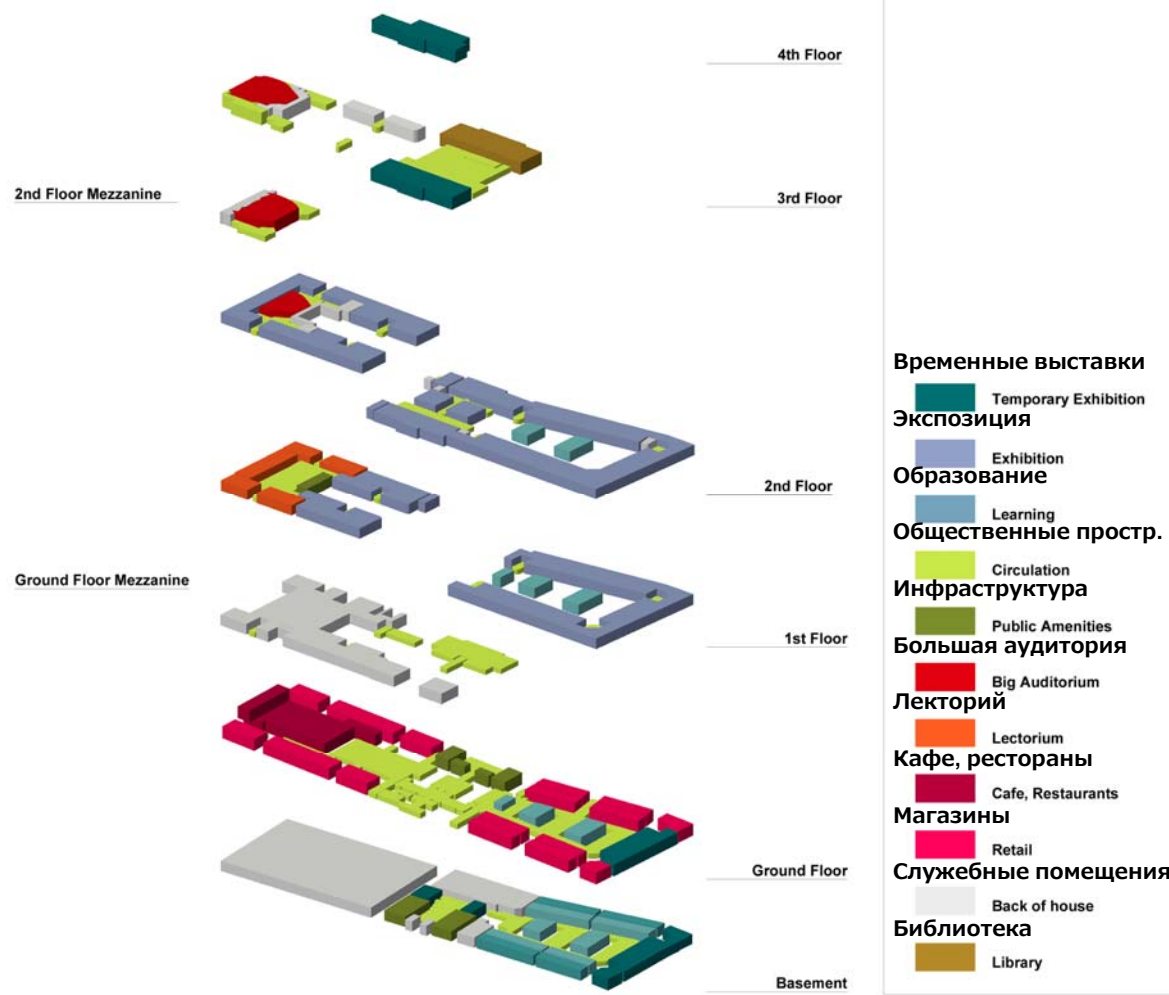 4th Floor
2nd Floor Mezzanine
3rd Floor
2nd Floor
Ground Floor Mezzanine
1st Floor
Ground Floor
Basement
Временные выставки
Temporary Exhibition
Экспозиция
Exhibition
Образование
Learning
Общественные простр.
Circulation
Инфраструктура
Public Amenities
Большая аудитория
Big Auditorium
Лекторий
Lectorium
Кафе, рестораны
Cafe, Restaurants
Магазины
Retail
Служебные помещения
Back of house
Библиотека
Library